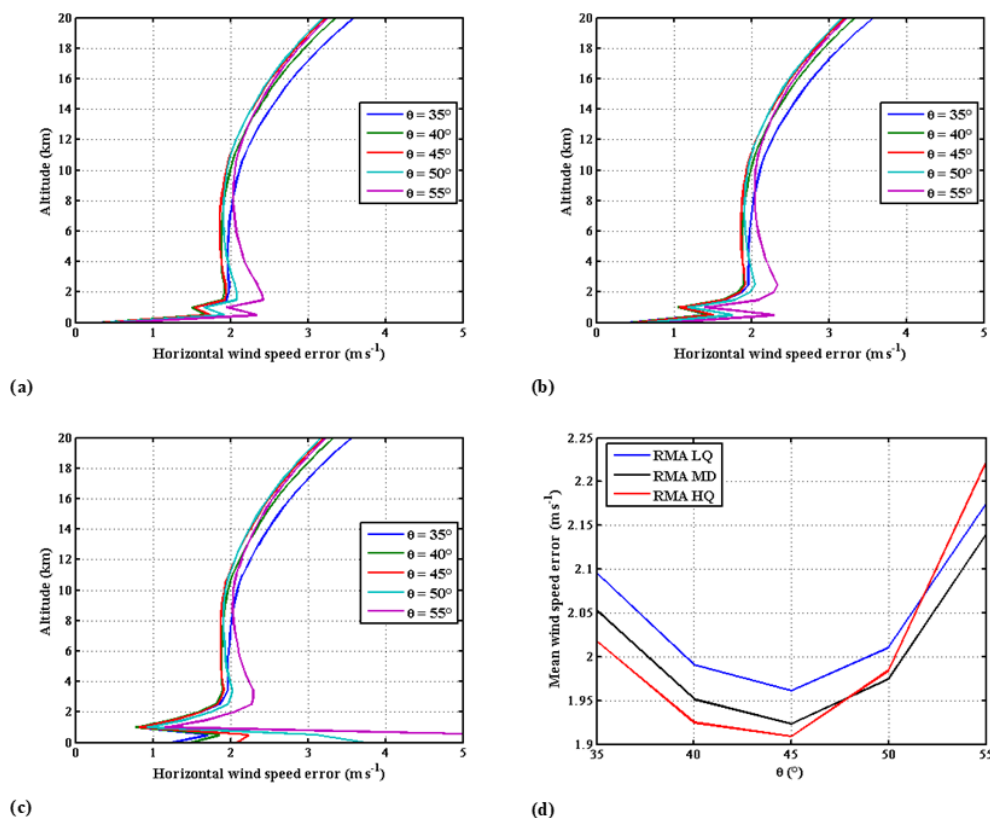 20
18
16
14
12
10
8
6
4
2
0
Altitude (km)
θ = 35°
θ = 40°
θ = 45°
θ = 50°
θ = 55°
0 1 2 3 4 5
Horizontal wind speed error (m s⁻¹)
(a)
20
18
16
14
12
10
8
6
4
2
0
Altitude (km)
θ = 35°
θ = 40°
θ = 45°
θ = 50°
θ = 55°
0 1 2 3 4 5
Horizontal wind speed error (m s⁻¹)
(b)
20
18
16
14
12
10
8
6
4
2
0
Altitude (km)
θ = 35°
θ = 40°
θ = 45°
θ = 50°
θ = 55°
0 1 2 3 4 5
Horizontal wind speed error (m s⁻¹)
(c)
2.25
2.2
2.15
2.1
2.05
2
1.95
1.9
Mean wind speed error (m s⁻¹)
RMA LQ
RMA MD
RMA HQ
35 40 45 50 55
θ (°)
(d)